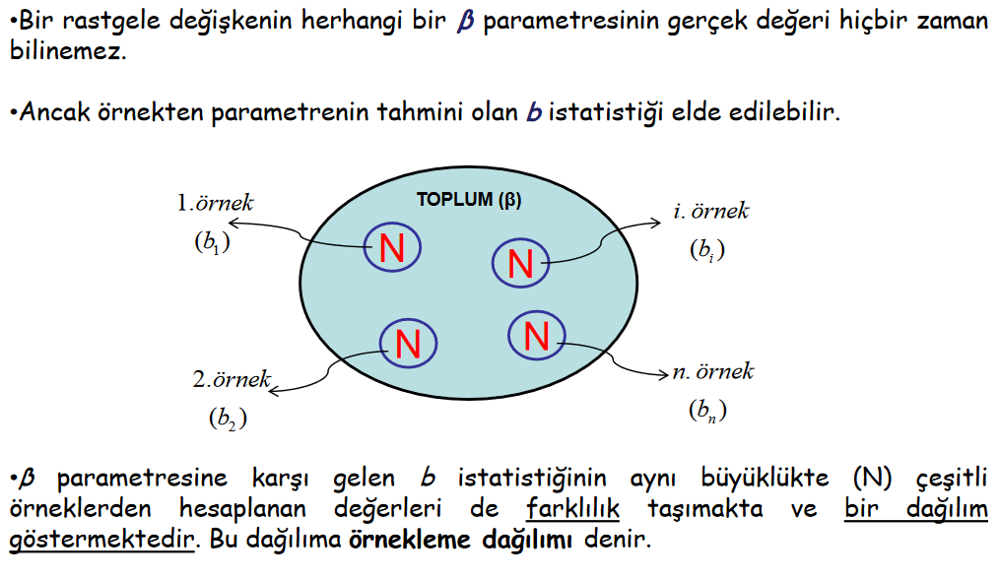 •Bir rastgele değişkenin herhangi bir β parametresinin gerçek değeri hiçbir zaman
bilinemez.
•Ancak örnekten parametrenin tahmini olan b istatistiği elde edilebilir.
TOPLUM (β)
1.örnek
(b₁)
N
i. örnek
(bᵢ)
N
2.örnek
(b₂)
N
n. örnek
(bₙ)
N
•β parametresine karşı gelen b istatistiğinin aynı büyüklükte (N) çeşitli
örneklerden hesaplanan değerleri de farklılık taşımakta ve bir dağılım
göstermektedir. Bu dağılıma örnekleme dağılımı denir.